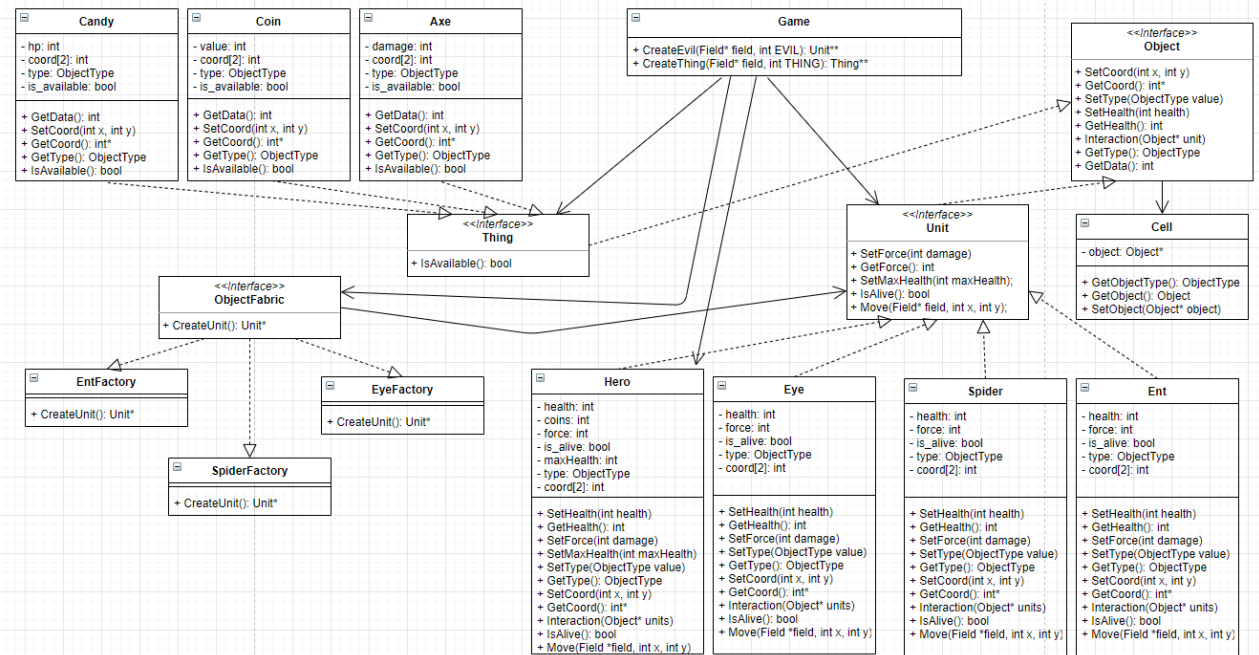 Candy
- hp: int
- coord[2]: int
- type: ObjectType
- is_available: bool
+ GetData(): int
+ SetCoord(int x, int y)
+ GetCoord(): int*
+ GetType(): ObjectType
+ IsAvailable(): bool
Coin
- value: int
- coord[2]: int
- type: ObjectType
- is_available: bool
+ GetData(): int
+ SetCoord(int x, int y)
+ GetCoord(): int*
+ GetType(): ObjectType
+ IsAvailable(): bool
Axe
- damage: int
- coord[2]: int
- type: ObjectType
- is_available: bool
+ GetData(): int
+ SetCoord(int x, int y)
+ GetCoord(): int*
+ GetType(): ObjectType
+ IsAvailable(): bool
Game
+ CreateEvil(Field* field, int EVIL): Unit**
+ CreateThing(Field* field, int THING): Thing**
<<Interface>>
Object
+ SetCoord(int x, int y)
+ GetCoord(): int*
+ SetType(ObjectType value)
+ SetHealth(int health)
+ GetHealth(): int
+ Interaction(Object* unit)
+ GetType(): ObjectType
+ GetData(): int
<<Interface>>
Thing
+ IsAvailable(): bool
<<Interface>>
Unit
+ SetForce(int damage)
+ GetForce(): int
+ SetMaxHealth(int maxHealth);
+ IsAlive(): bool
+ Move(Field* field, int x, int y);
Cell
- object: Object*
+ GetObjectType(): ObjectType
+ GetObject(): Object
+ SetObject(Object* object)
<<Interface>>
ObjectFabric
+ CreateUnit(): Unit*
EntFactory
+ CreateUnit(): Unit*
EyeFactory
+ CreateUnit(): Unit*
SpiderFactory
+ CreateUnit(): Unit*
Hero
- health: int
- coins: int
- force: int
- is_alive: bool
- maxHealth: int
- type: ObjectType
- coord[2]: int
+ SetHealth(int health)
+ GetHealth(): int
+ SetForce(int damage)
+ SetMaxHealth(int maxHealth)
+ SetType(ObjectType value)
+ GetType(): ObjectType
+ SetCoord(int x, int y)
+ GetCoord(): int*
+ Interaction(Object* units)
+ IsAlive(): bool
+ Move(Field *field, int x, int y)
Eye
- health: int
- force: int
- is_alive: bool
- type: ObjectType
- coord[2]: int
+ SetHealth(int health)
+ GetHealth(): int
+ SetForce(int damage)
+ SetType(ObjectType value)
+ GetType(): ObjectType
+ SetCoord(int x, int y)
+ GetCoord(): int*
+ Interaction(Object* units)
+ IsAlive(): bool
+ Move(Field *field, int x, int y)
Spider
- health: int
- force: int
- is_alive: bool
- type: ObjectType
- coord[2]: int
+ SetHealth(int health)
+ GetHealth(): int
+ SetForce(int damage)
+ SetType(ObjectType value)
+ GetType(): ObjectType
+ SetCoord(int x, int y)
+ GetCoord(): int*
+ Interaction(Object* units)
+ IsAlive(): bool
+ Move(Field *field, int x, int y)
Ent
- health: int
- force: int
- is_alive: bool
- type: ObjectType
- coord[2]: int
+ SetHealth(int health)
+ GetHealth(): int
+ SetForce(int damage)
+ SetType(ObjectType value)
+ GetType(): ObjectType
+ SetCoord(int x, int y)
+ GetCoord(): int*
+ Interaction(Object* units)
+ IsAlive(): bool
+ Move(Field *field, int x, int y)